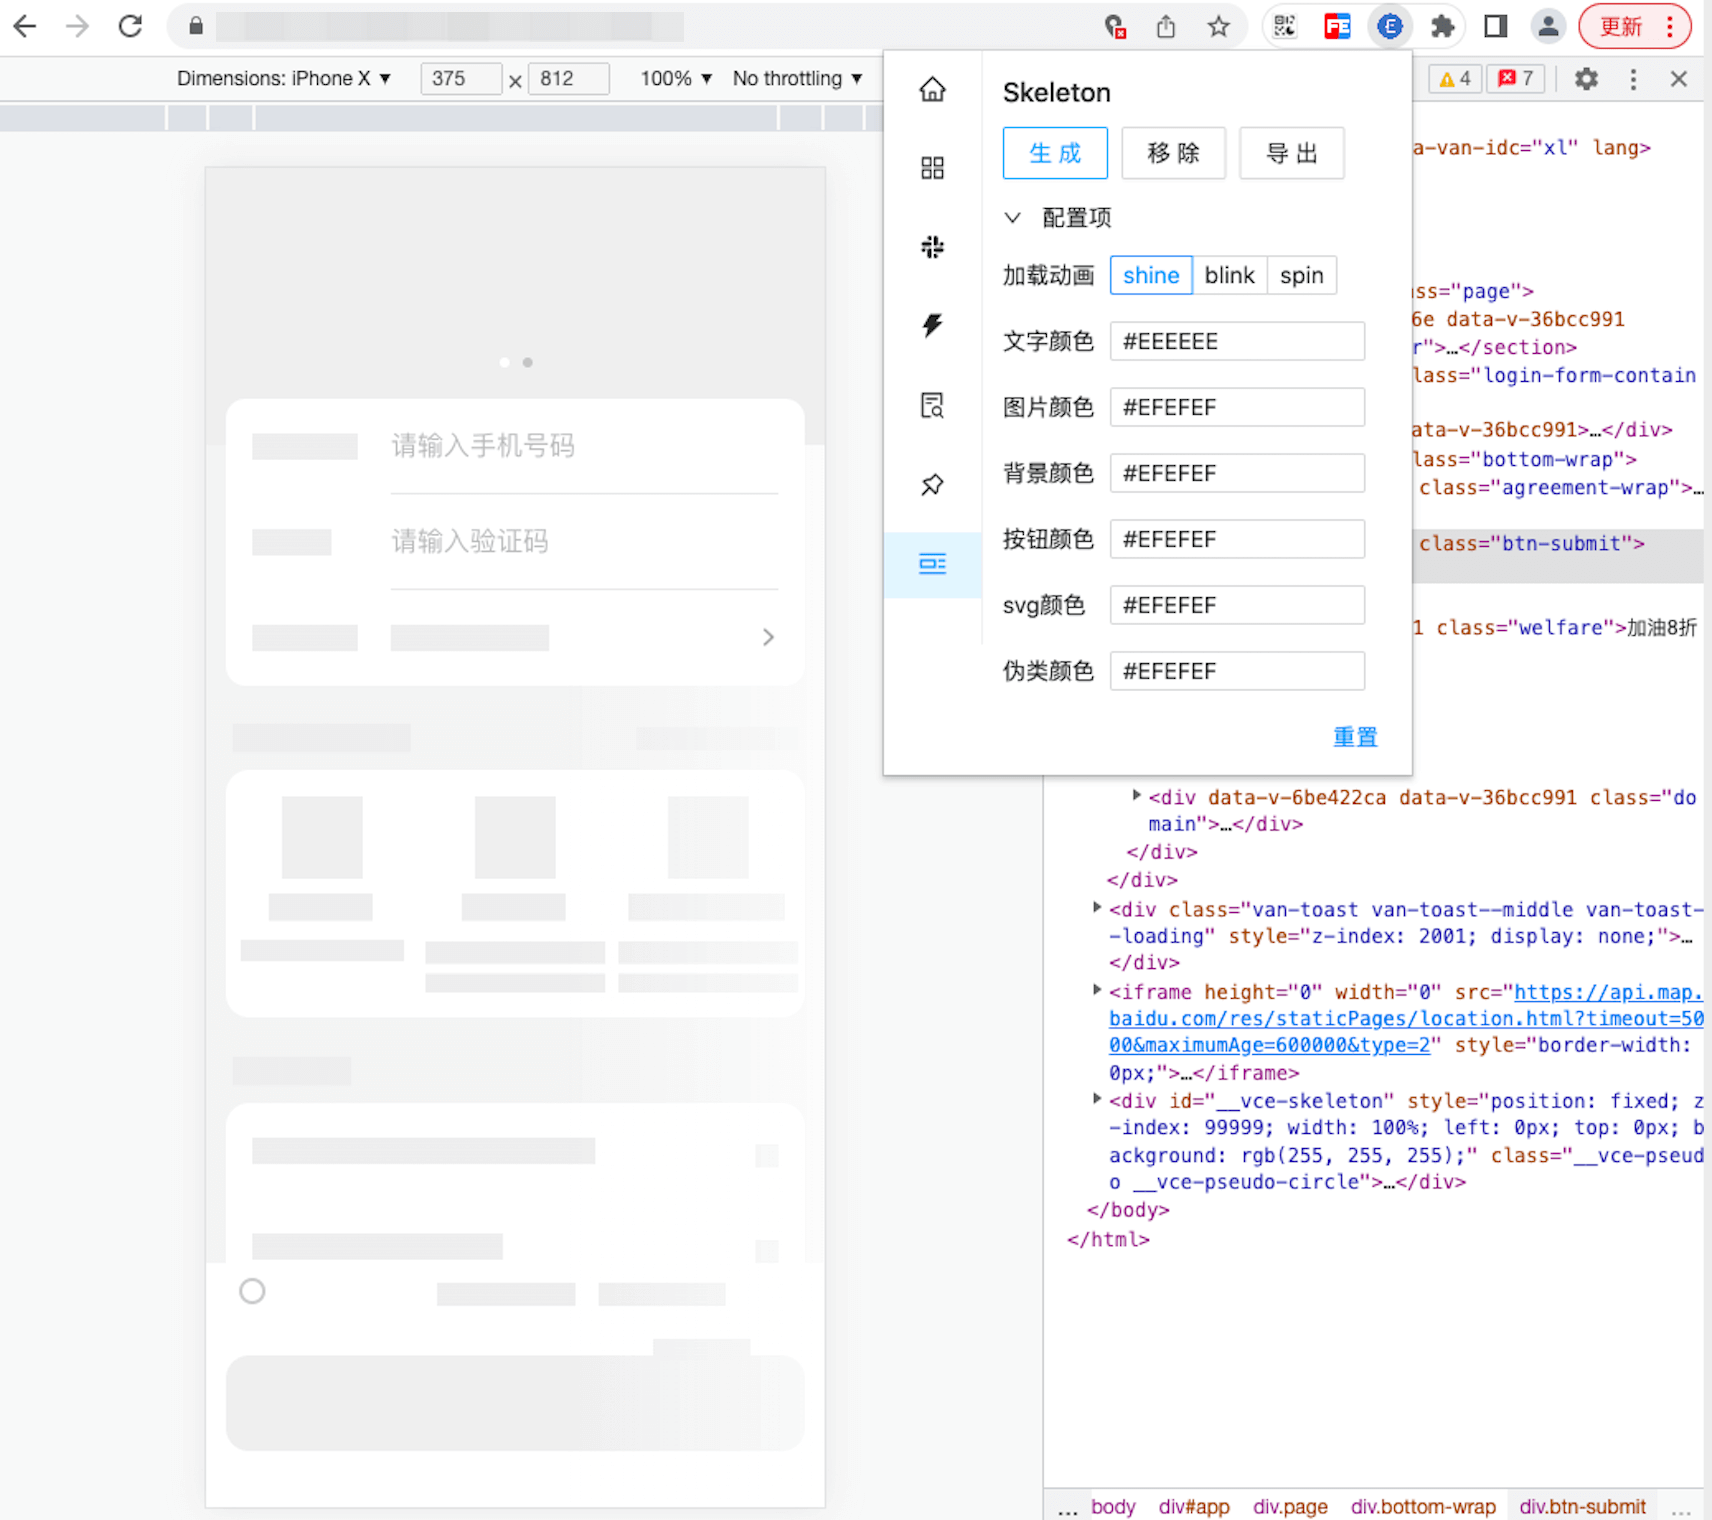 更新
Dimensions: iPhone X ▼ 375 × 812 100% ▼ No throttling ▼
4 7
Skeleton
生 成 移 除 导 出
配置项
加载动画 shine blink spin
文字颜色 #EEEEEE
图片颜色 #EFEFEF
背景颜色 #EFEFEF
按钮颜色 #EFEFEF
svg颜色 #EFEFEF
伪类颜色 #EFEFEF
重置
请输入手机号码
请输入验证码
a-van-idc="xl" lang>
ss="page">
6e data-v-36bcc991
r">…</section>
lass="login-form-contain
ata-v-36bcc991>…</div>
lass="bottom-wrap">
class="agreement-wrap">…
class="btn-submit">
1 class="welfare">加油8折
<div data-v-6be422ca data-v-36bcc991 class="do
main">…</div>
</div>
</div>
<div class="van-toast van-toast--middle van-toast-
-loading" style="z-index: 2001; display: none;">…
</div>
<iframe height="0" width="0" src="https://api.map.
baidu.com/res/staticPages/location.html?timeout=50
00&maximumAge=600000&type=2" style="border-width:
0px;">…</iframe>
<div id="__vce-skeleton" style="position: fixed; z
-index: 99999; width: 100%; left: 0px; top: 0px; b
ackground: rgb(255, 255, 255);" class="__vce-pseud
o __vce-pseudo-circle">…</div>
</body>
</html>
… body div#app div.page div.bottom-wrap div.btn-submit …